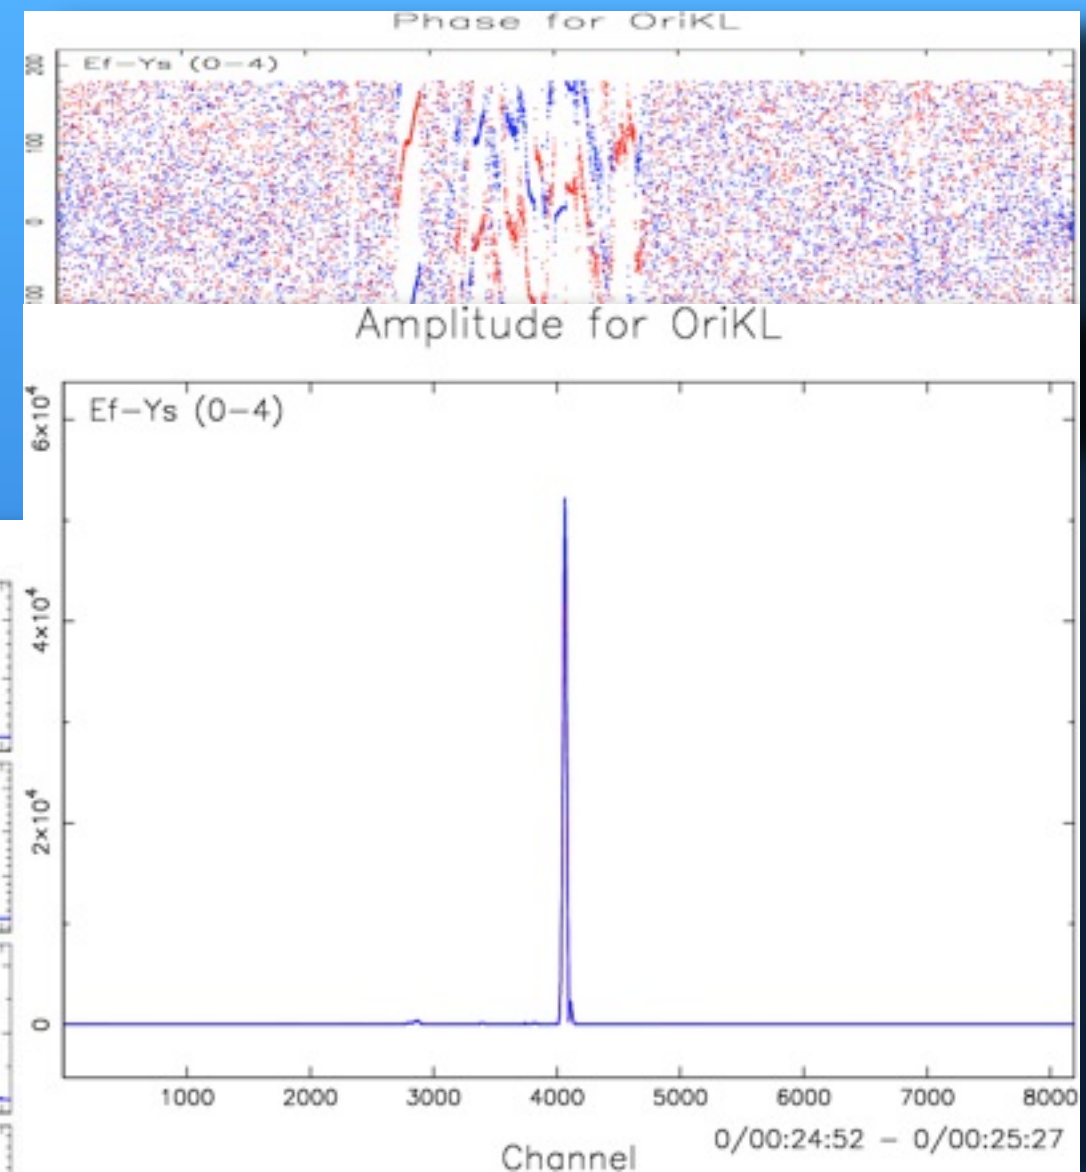 Phase for OriKL
Ef-Ys (0-4)
200
100
0
100
Amplitude for OriKL
Ef-Ys (0-4)
6×10⁴
4×10⁴
2×10⁴
0
1000 2000 3000 4000 5000 6000 7000 8000
0/00:24:52 - 0/00:25:27
Channel